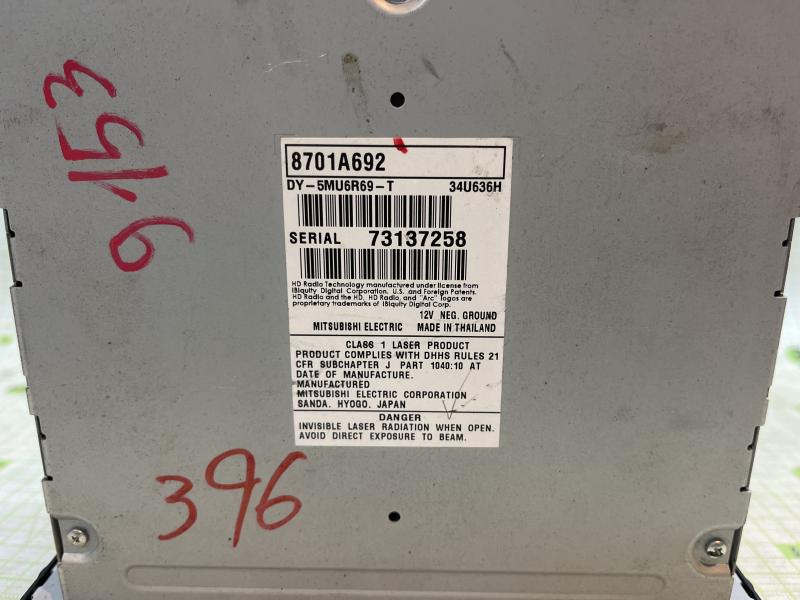 9153
8701A692
DY-5MU6R69-T 34U636H
SERIAL 73137258
HD Radio Technology manufactured under license from
iBiquity Digital Corporation. U.S. and Foreign Patents.
HD Radio and the HD, HD Radio, and "Arc" logos are
proprietary trademarks of iBiquity Digital Corp.
12V NEG. GROUND
MITSUBISHI ELECTRIC MADE IN THAILAND
CLASS 1 LASER PRODUCT
PRODUCT COMPLIES WITH DHHS RULES 21
CFR SUBCHAPTER J PART 1040:10 AT
DATE OF MANUFACTURE.
MANUFACTURED
MITSUBISHI ELECTRIC CORPORATION
SANDA. HYOGO. JAPAN
DANGER
INVISIBLE LASER RADIATION WHEN OPEN.
AVOID DIRECT EXPOSURE TO BEAM.
396